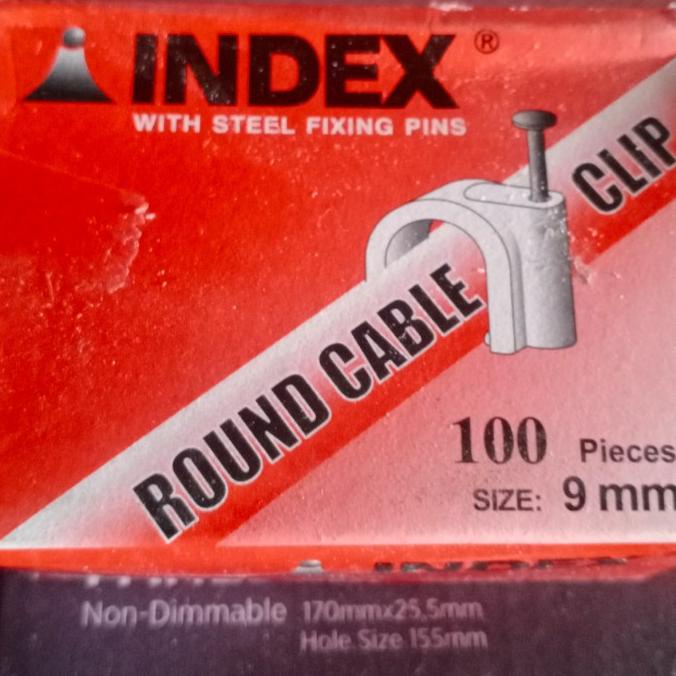 INDEX ®
WITH STEEL FIXING PINS
ROUND CABLE CLIP
100 Pieces
SIZE: 9 mm
Non-Dimmable 170mmx25.5mm
Hole Size 155mm